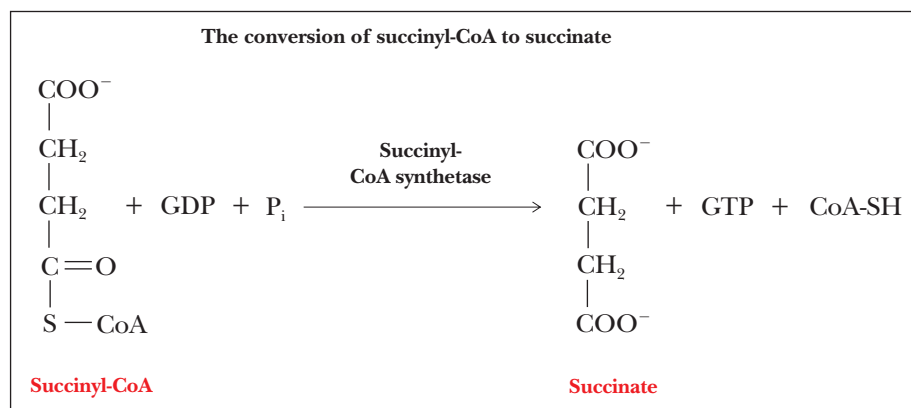 The conversion of succinyl-CoA to succinate
COO⁻
CH₂
CH₂ + GDP + Pᵢ
C=O
S — CoA
Succinyl-CoA
Succinyl-
CoA synthetase
COO⁻
CH₂ + GTP + CoA-SH
CH₂
COO⁻
Succinate